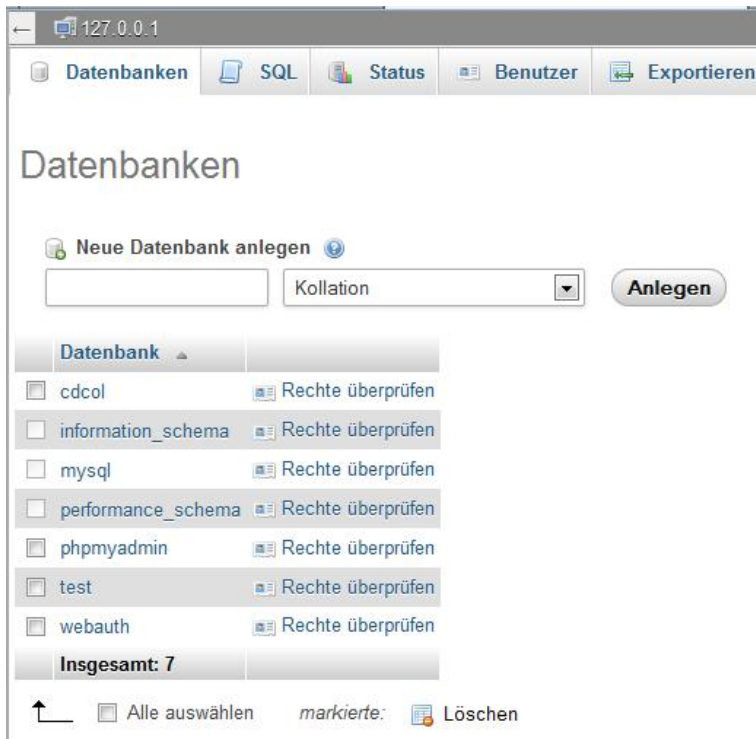 127.0.0.1
Datenbanken SQL Status Benutzer Exportieren
Datenbanken
Neue Datenbank anlegen
Kollation Anlegen
Datenbank
cdcol Rechte überprüfen
information_schema Rechte überprüfen
mysql Rechte überprüfen
performance_schema Rechte überprüfen
phpmyadmin Rechte überprüfen
test Rechte überprüfen
webauth Rechte überprüfen
Insgesamt: 7
Alle auswählen markierte: Löschen